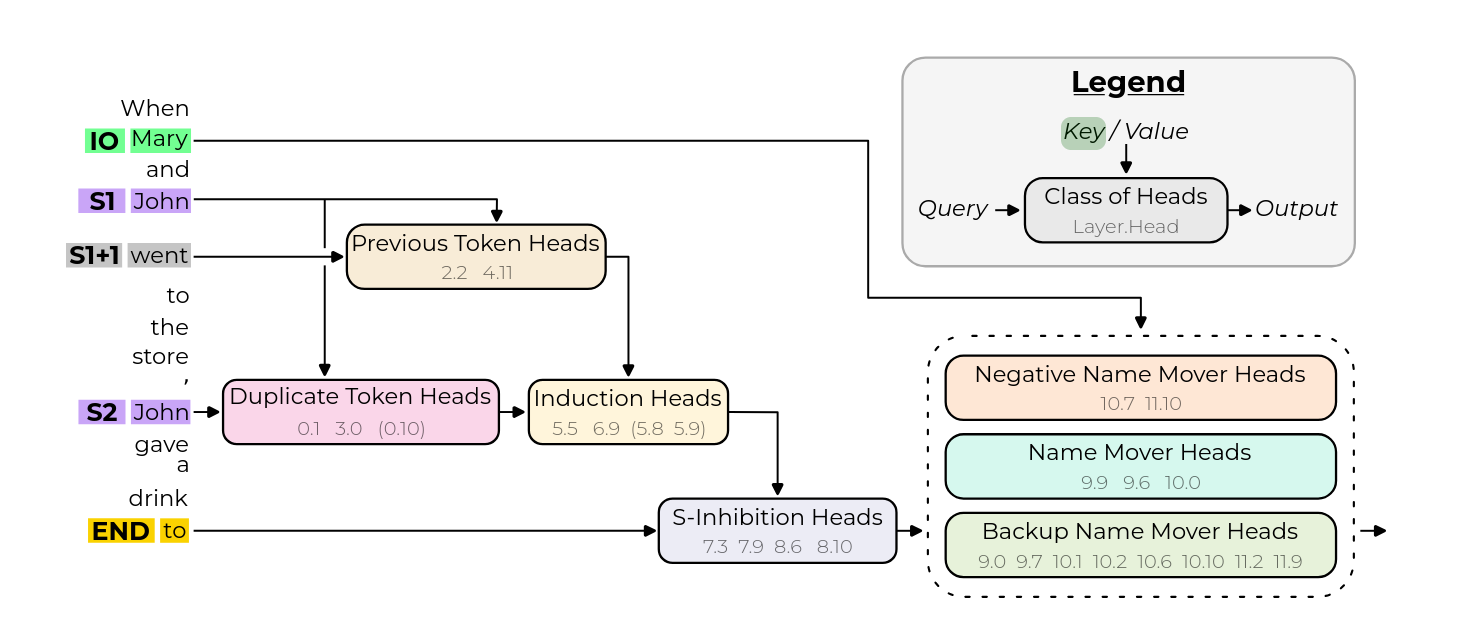 When
IO Mary
and
S1 John
S1+1 went
to
the
store
,
S2 John
gave
a
drink
END to
Previous Token Heads
2.2 4.11
Duplicate Token Heads
0.1 3.0 (0.10)
Induction Heads
5.5 6.9 (5.8 5.9)
S-Inhibition Heads
7.3 7.9 8.6 8.10
Legend
Key / Value
Query
Class of Heads
Layer.Head
Output
Negative Name Mover Heads
10.7 11.10
Name Mover Heads
9.9 9.6 10.0
Backup Name Mover Heads
9.0 9.7 10.1 10.2 10.6 10.10 11.2 11.9